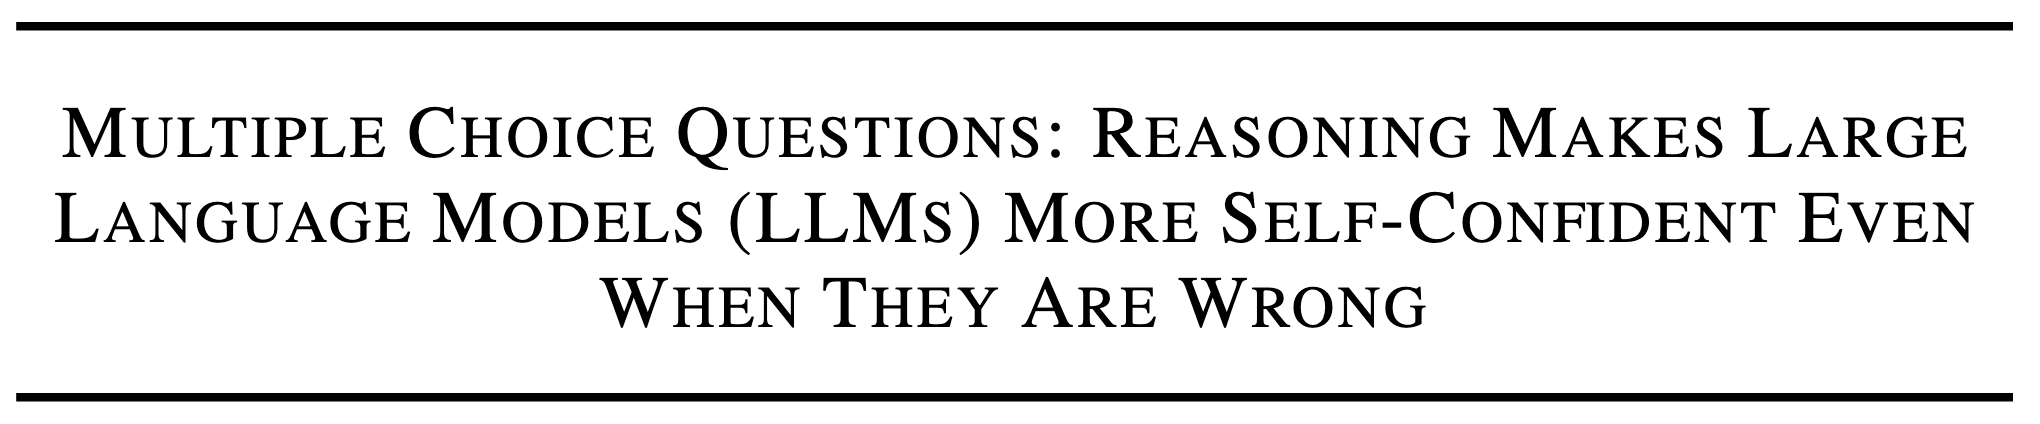 MULTIPLE CHOICE QUESTIONS: REASONING MAKES LARGE
LANGUAGE MODELS (LLMS) MORE SELF-CONFIDENT EVEN
WHEN THEY ARE WRONG